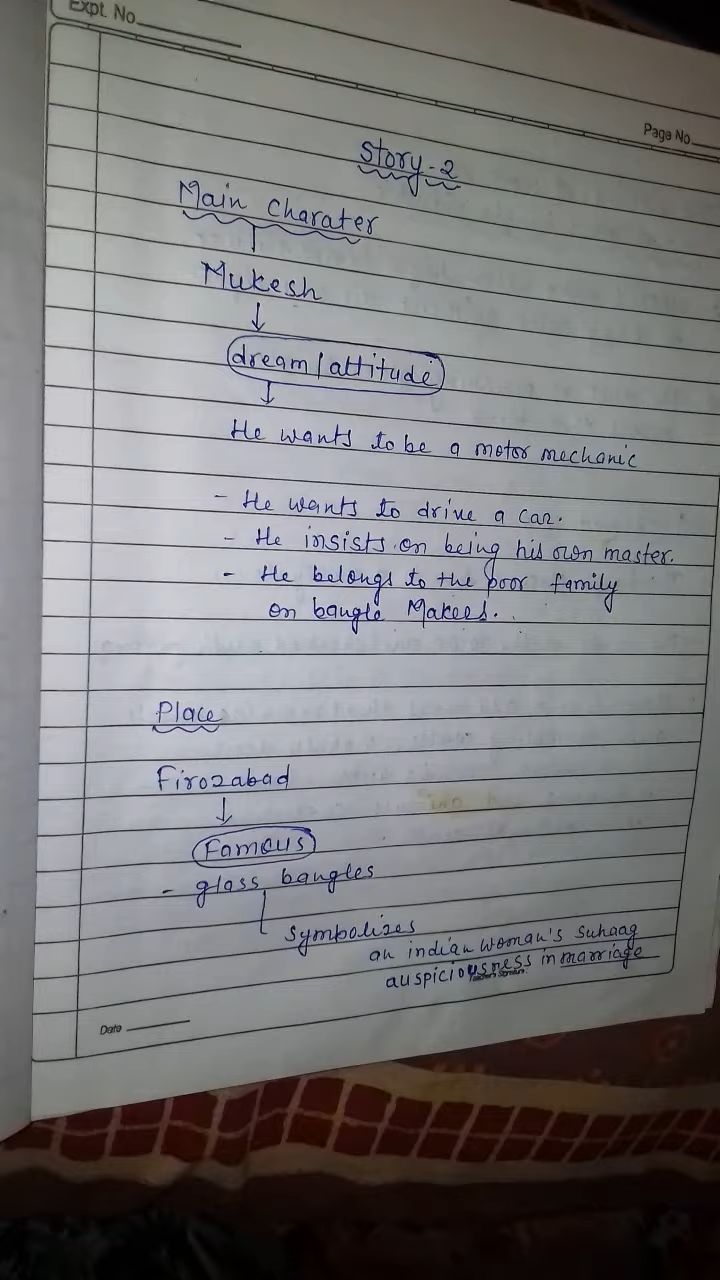 Expt. No.
Page No.
Story-2
Main Charater
Mukesh
dream/attitude
He wants to be a motor mechanic
- He wants to drive a car.
- He insists on being his own master.
- He belongs to the poor family
on bangle Makees.
Place
Firozabad
Famous
- glass bangles
Symbolizes
an indian woman's Suhaag
auspiciousness in marriage
Date